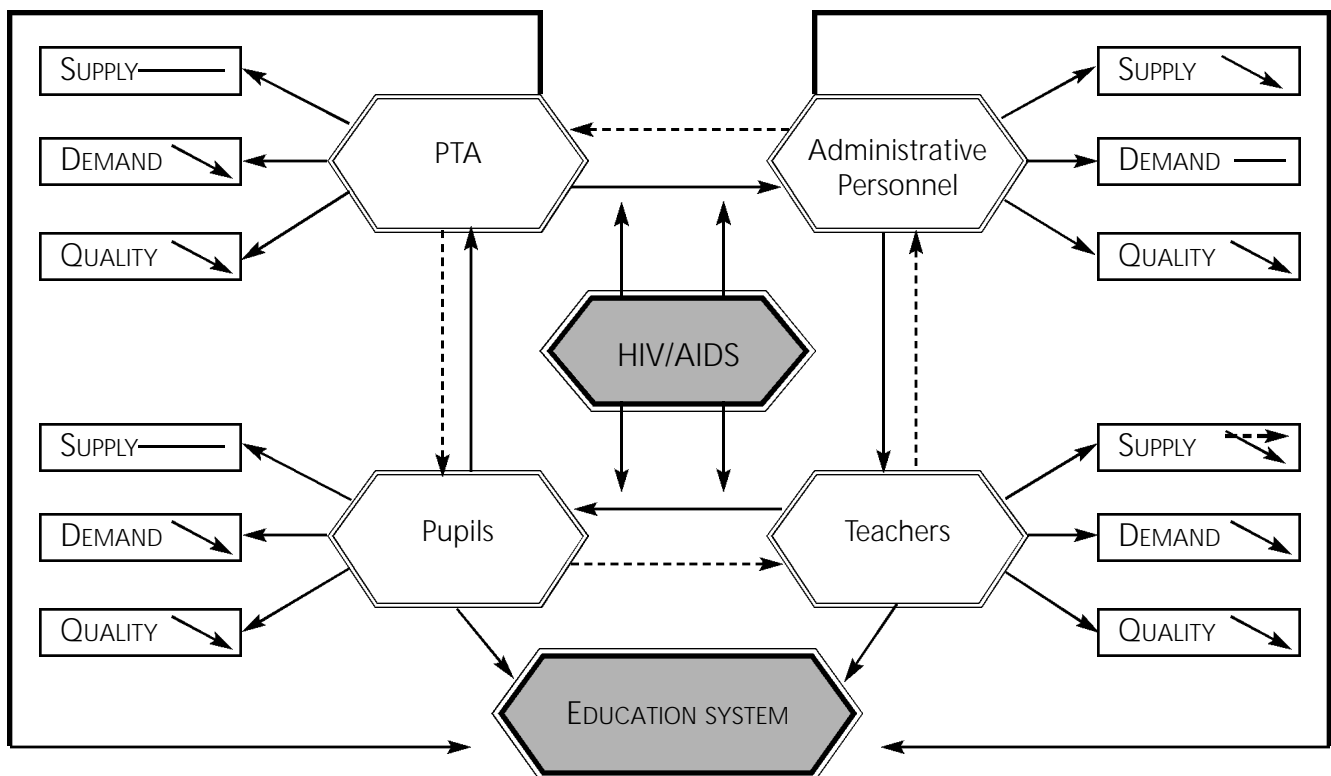 SUPPLY
SUPPLY
PTA
Administrative
Personnel
DEMAND
DEMAND
QUALITY
QUALITY
HIV/AIDS
SUPPLY
SUPPLY
Pupils
Teachers
DEMAND
DEMAND
QUALITY
QUALITY
EDUCATION SYSTEM